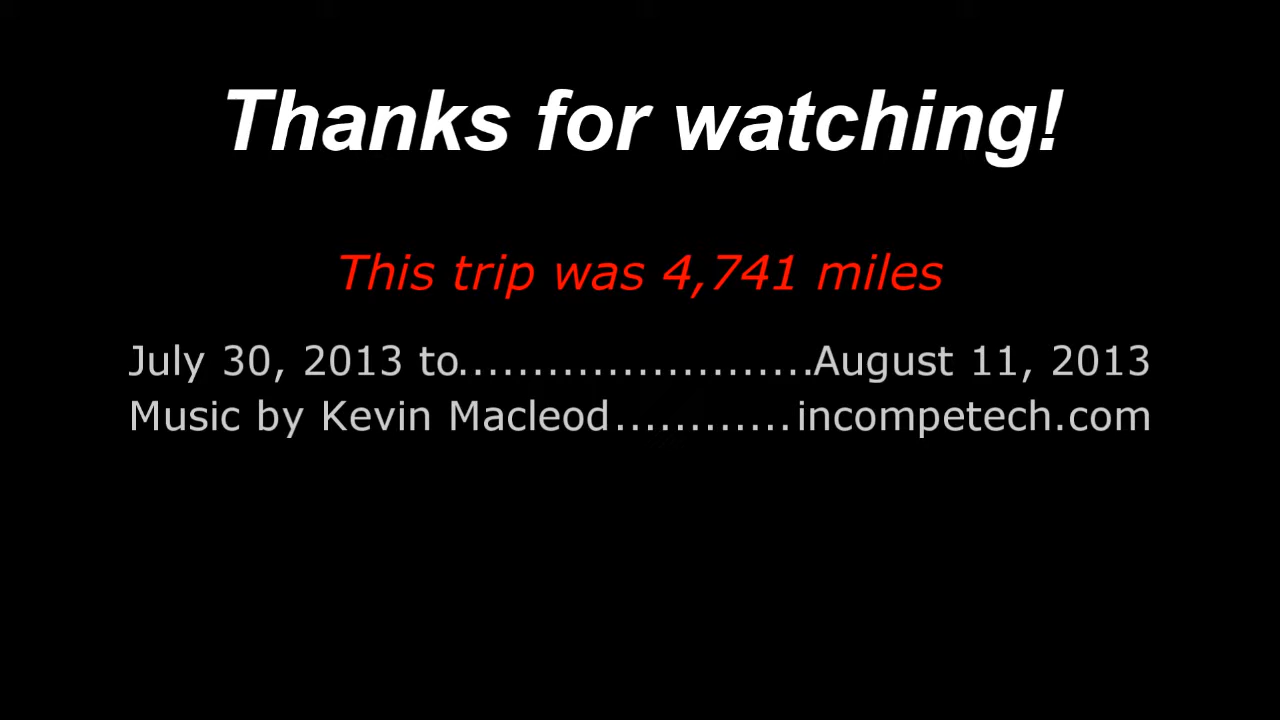 Thanks for watching!
This trip was 4,741 miles
July 30, 2013 to........................August 11, 2013
Music by Kevin Macleod............incompetech.com